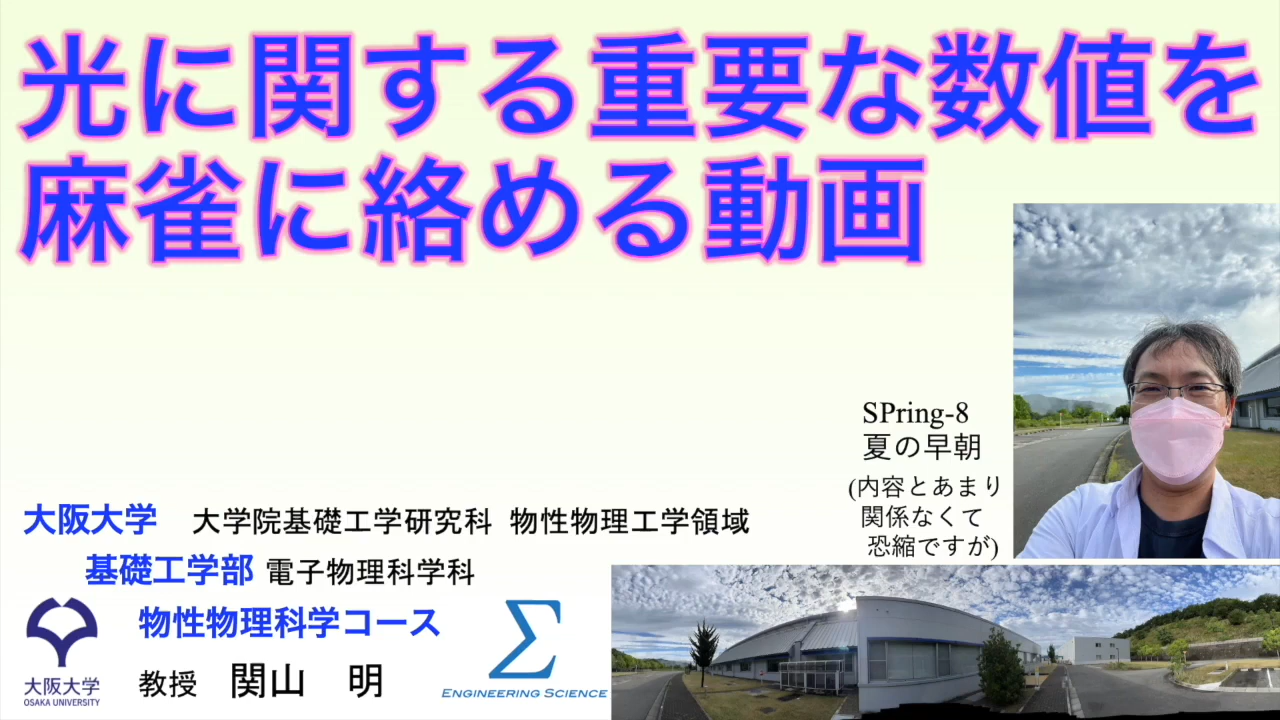 光に関する重要な数値を
麻雀に絡める動画
SPring-8
夏の早朝
(内容とあまり
関係なくて
恐縮ですが)
大阪大学 大学院基礎工学研究科 物性物理工学領域
基礎工学部 電子物理科学科
物性物理科学コース
教授 関山 明
大阪大学
OSAKA UNIVERSITY
Σ
ENGINEERING SCIENCE